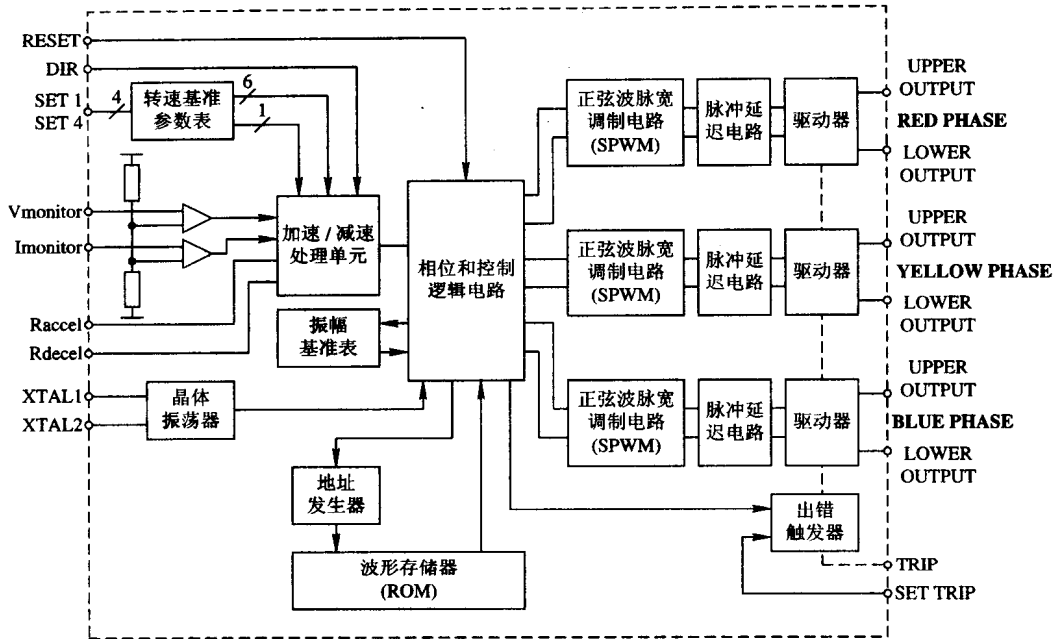 RESET
DIR
SET 1
SET 4
4
转速基准
参数表
6
1
Vmonitor
Imonitor
加速 / 减速
处理单元
Raccel
Rdecel
振幅
基准表
XTAL1
XTAL2
晶体
振荡器
相位和控制
逻辑电路
地址
发生器
波形存储器
(ROM)
正弦波脉宽
调制电路
(SPWM)
脉冲延
迟电路
驱动器
UPPER
OUTPUT
RED PHASE
LOWER
OUTPUT
正弦波脉宽
调制电路
(SPWM)
脉冲延
迟电路
驱动器
UPPER
OUTPUT
YELLOW PHASE
LOWER
OUTPUT
正弦波脉宽
调制电路
(SPWM)
脉冲延
迟电路
驱动器
UPPER
OUTPUT
BLUE PHASE
LOWER
OUTPUT
出错
触发器
TRIP
SET TRIP